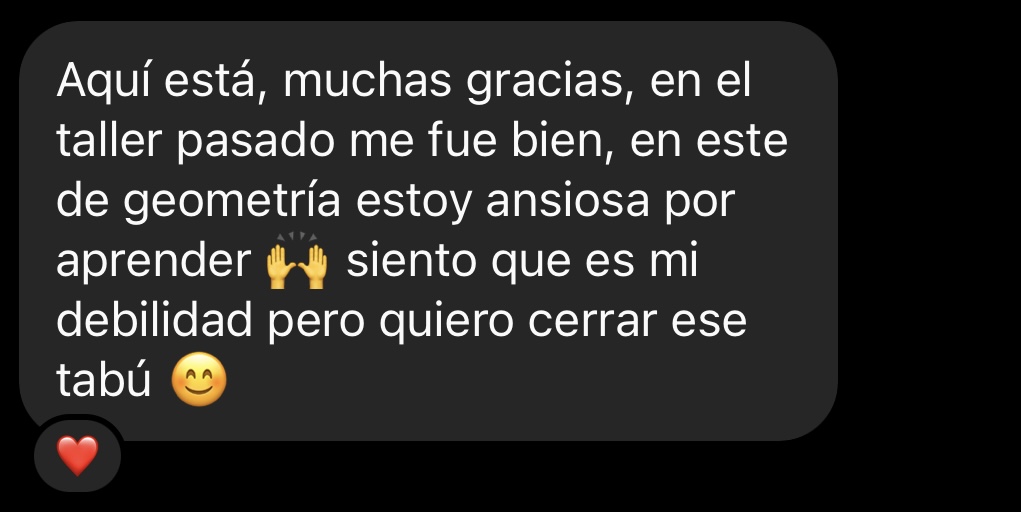 Aquí está, muchas gracias, en el
taller pasado me fue bien, en este
de geometría estoy ansiosa por
aprender 🙌 siento que es mi
debilidad pero quiero cerrar ese
tabú 😊
❤️